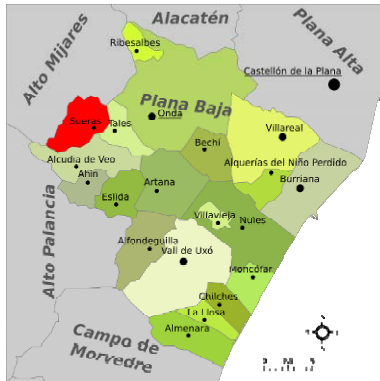 Alacatén
Ribesalbes
Alto Mijares
Plana Alta
Castellón de la Plana
Plana Baja
Onda
Sueras
Tales
Villareal
Bechí
Alcudia de Veo
Alquerías del Niño Perdido
Ahín
Burriana
Artana
Eslida
Villavieja
Nules
Alto Palancia
Alfondeguilla
Vall de Uxó
Moncófar
Chilches
La Llosa
Almenara
Campo de
Morvedre